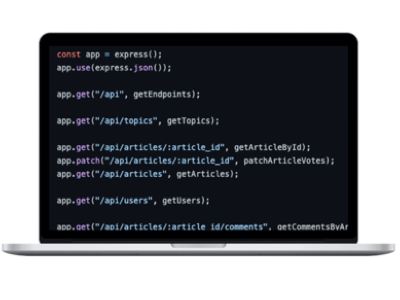 const app = express();
app.use(express.json());
app.get("/api", getEndpoints);
app.get("/api/topics", getTopics);
app.get("/api/articles/:article_id", getArticleById);
app.patch("/api/articles/:article_id", patchArticleVotes);
app.get("/api/articles", getArticles);
app.get("/api/users", getUsers);
app.get("/api/articles/:article_id/comments", getCommentsByAr